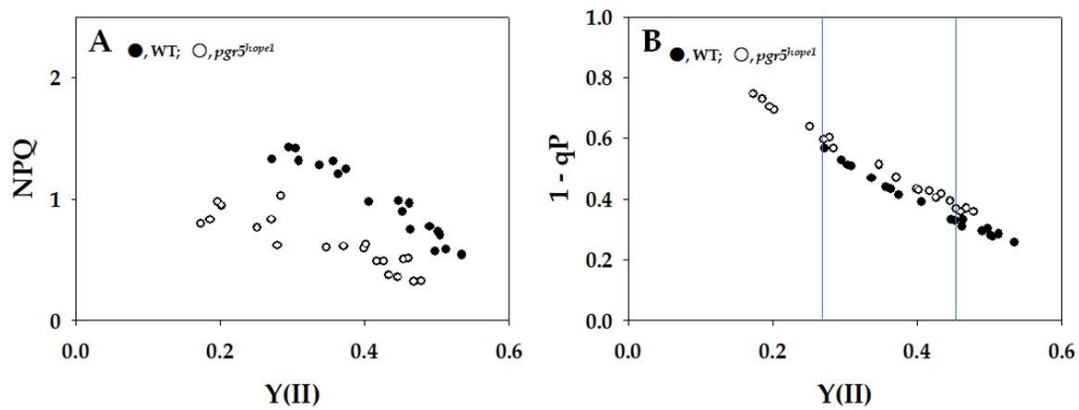 A
●, WT; ○, pgr5hope1
2
1
0
NPQ
0.0 0.2 0.4 0.6
Y(II)
B
●, WT; ○, pgr5hope1
1.0
0.8
0.6
0.4
0.2
0.0
1 - qP
0.0 0.2 0.4 0.6
Y(II)